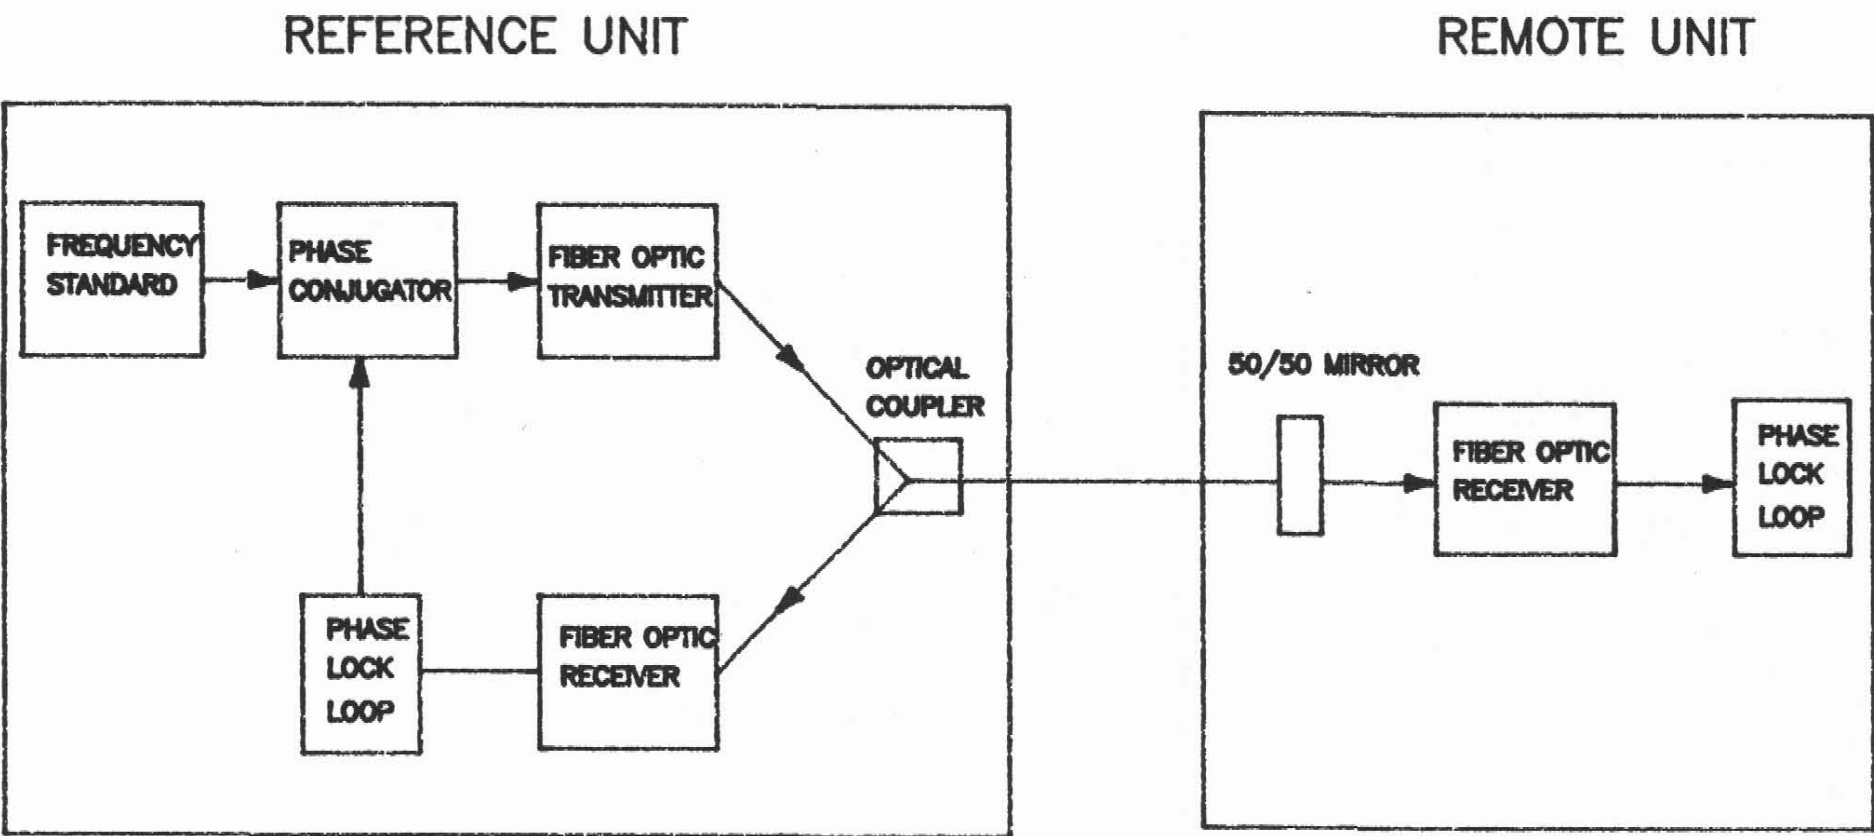 REFERENCE UNIT
REMOTE UNIT
FREQUENCY
STANDARD
PHASE
CONJUGATOR
FIBER OPTIC
TRANSMITTER
OPTICAL
COUPLER
PHASE
LOCK
LOOP
FIBER OPTIC
RECEIVER
50/50 MIRROR
FIBER OPTIC
RECEIVER
PHASE
LOCK
LOOP